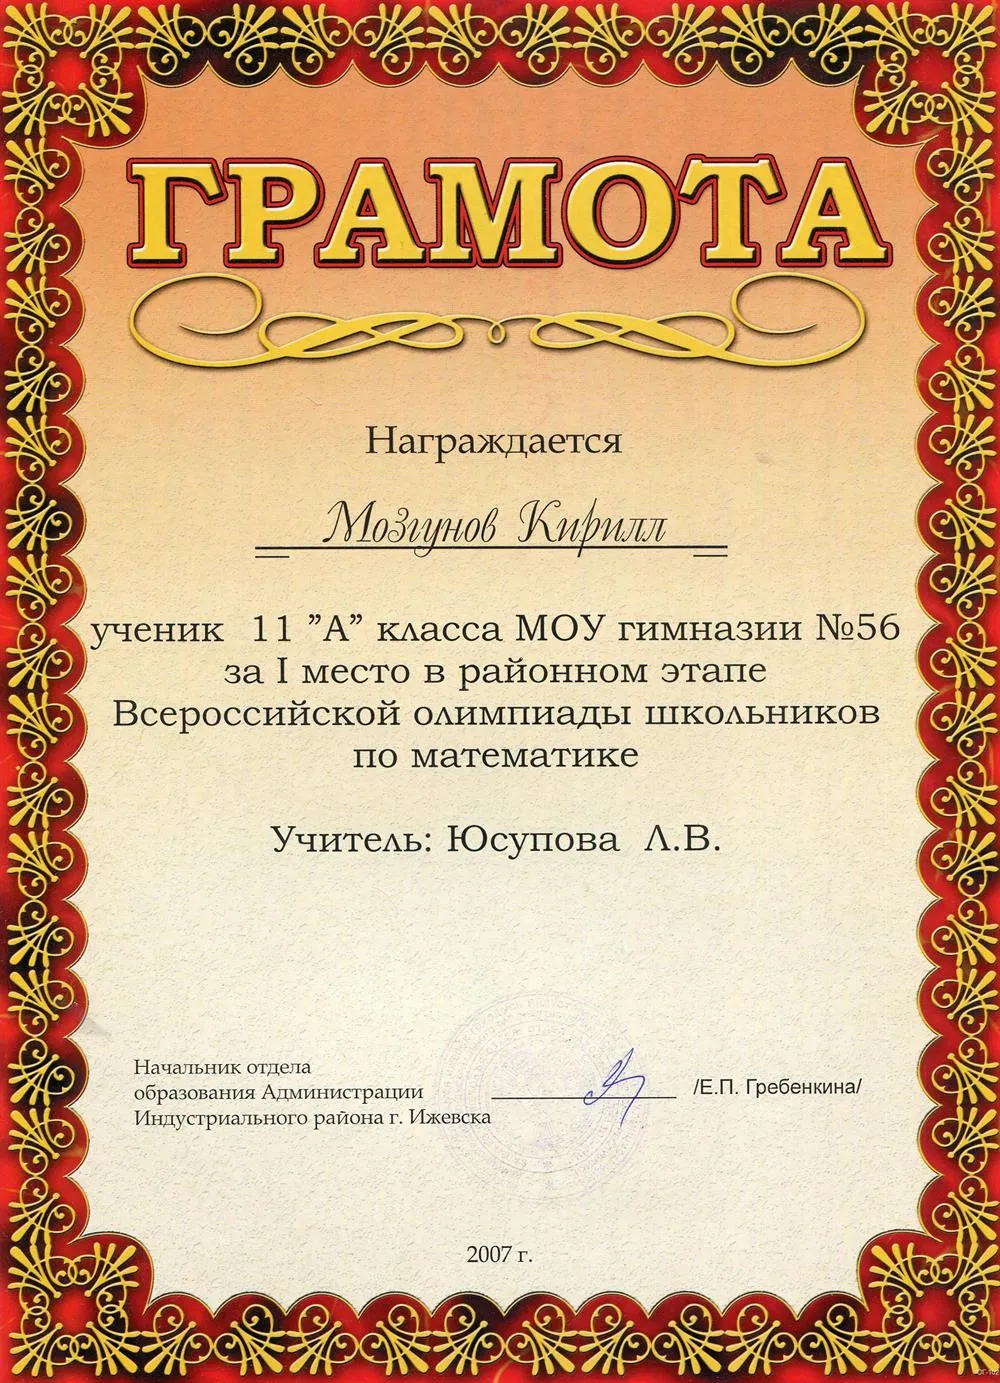 ГРАМОТА
Награждается
Мозгунов Кирилл
ученик 11 "А" класса МОУ гимназии №56
за I место в районном этапе
Всероссийской олимпиады школьников
по математике
Учитель: Юсупова Л.В.
Начальник отдела
образования Администрации
Индустриального района г. Ижевска
/Е.П. Гребенкина/
2007 г.